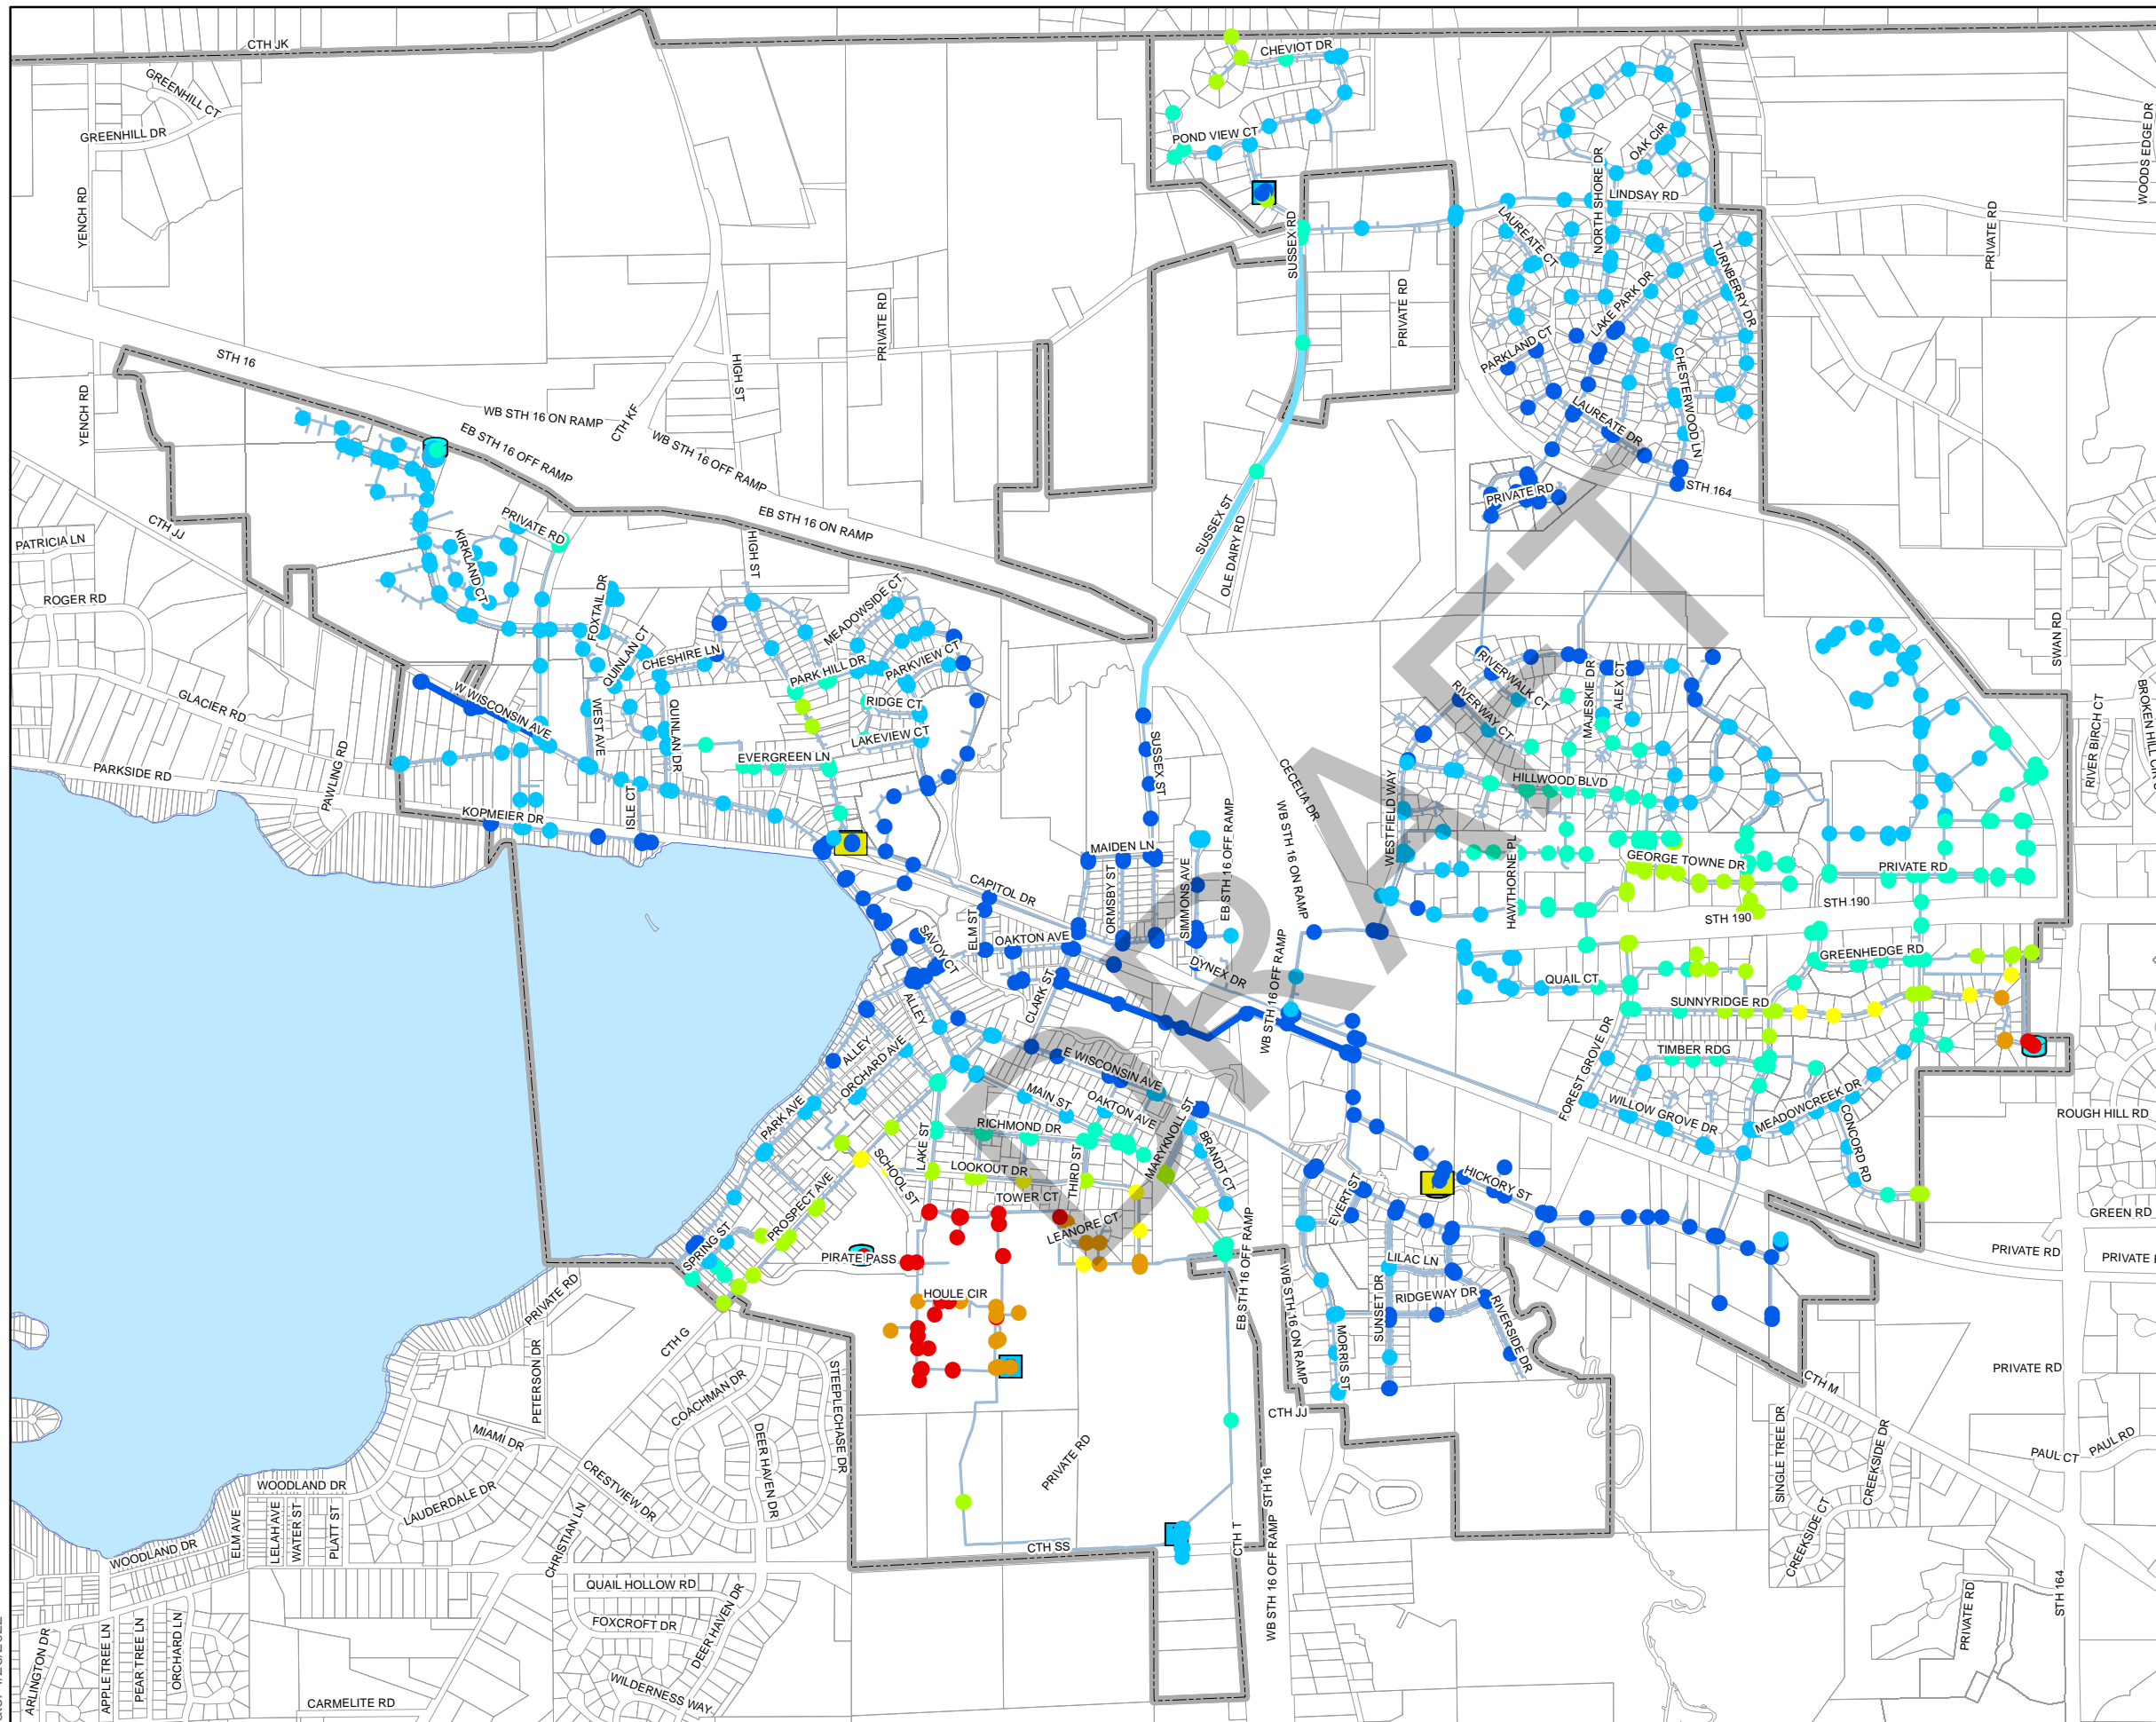 CTH JK
CHEVIOT DR
GREENHILL CT
GREENHILL DR
POND VIEW CT
OAK CIR
WOODS EDGE DR
YENCH RD
NORTH SHORE DR
LINDSAY RD
SUSSEX RD
LAUREATE CT
TURNBERRY DR
PRIVATE RD
PRIVATE RD
PRIVATE RD
LAKE PARK DR
PARKLAND CT
CHESTERWOOD LN
STH 16
HIGH ST
YENCH RD
CTH KF
WB STH 16 ON RAMP
EB STH 16 OFF RAMP
WB STH 16 OFF RAMP
LAUREATE DR
PRIVATE RD
STH 164
CTH JJ
PATRICIA LN
PRIVATE RD
EB STH 16 ON RAMP
SUSSEX ST
OLE DAIRY RD
HIGH ST
KIRKLAND CT
ROGER RD
FOXTAIL DR
MEADOWSIDE CT
QUINLAN CT
CHESHIRE LN
PARK HILL DR
PARKVIEW CT
RIDGE CT
LAKEVIEW CT
RIVERWALK CT
RIVERWAY CT
MAJESKIE DR
ALEX CT
SWAN RD
GLACIER RD
W WISCONSIN AVE
WEST AVE
QUINLAN DR
EVERGREEN LN
SUSSEX ST
HILLWOOD BLVD
RIVER BIRCH CT
BROKEN HILL CIR
PARKSIDE RD
PAWLING RD
KOPMEIER DR
ISLE CT
CECELIA DR
WB STH 16 ON RAMP
WESTFIELD WAY
EB STH 16 OFF RAMP
MAIDEN LN
ORMSBY ST
SIMMONS AVE
HAWTHORNE PL
GEORGE TOWNE DR
PRIVATE RD
CAPITOL DR
ELM ST
OAKTON AVE
SAVOY CT
STH 190
STH 190
DYNEX DR
WB STH 16 OFF RAMP
CLARK ST
ALLEY
QUAIL CT
GREENHEDGE RD
SUNNYRIDGE RD
FOREST GROVE DR
TIMBER RDG
ALLEY
ORCHARD AVE
E WISCONSIN AVE
MAIN ST
OAKTON AVE
MARYKNOLL ST
BRANDT CT
WILLOW GROVE DR
MEADOWCREEK DR
CONCORD RD
ROUGH HILL RD
PARK AVE
LAKE ST
RICHMOND DR
LOOKOUT DR
SCHOOL ST
THIRD ST
TOWER CT
LEANORE CT
PROSPECT AVE
SPRING ST
EVERT ST
HICKORY ST
GREEN RD
PRIVATE RD
PIRATE PASS
LILAC LN
RIDGEWAY DR
RIVERSIDE DR
SUNSET DR
MORRIS ST
HOULE CIR
EB STH 16 OFF RAMP
WB STH 16 ON RAMP
PRIVATE RD
PETERSON DR
CTH G
COACHMAN DR
STEEPLECHASE DR
DEER HAVEN DR
PRIVATE RD
CTH M
CTH JJ
MIAMI DR
CRESTVIEW DR
WOODLAND DR
LAUDERDALE DR
PRIVATE RD
STH 16
WB STH 16 OFF RAMP
CTH T
CTH SS
SINGLE TREE DR
CREEKSIDE DR
CREEKSIDE CT
PAUL CT
PAUL RD
ELM AVE
LELAH AVE
WATER ST
PLATT ST
WOODLAND DR
CHRISTIAN LN
QUAIL HOLLOW RD
FOXCROFT DR
DEER HAVEN DR
WILDERNESS WAY
CARMELITE RD
ARLINGTON DR
APPLE TREE LN
PEAR TREE LN
ORCHARD LN
PRIVATE RD
STH 164
DRAFT